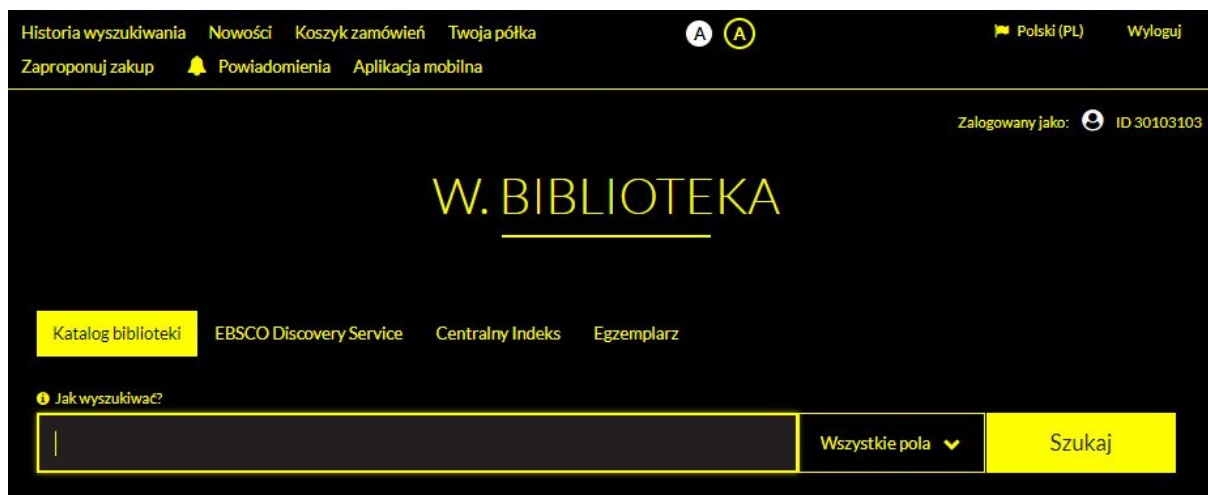 Historia wyszukiwania Nowości Koszyk zamówień Twoja półka A A Polski (PL) Wyloguj
Zaproponuj zakup Powiadomienia Aplikacja mobilna
Zalogowany jako: ID 30103103
W. BIBLIOTEKA
Katalog biblioteki EBSCO Discovery Service Centralny Indeks Egzemplarz
Jak wyszukiwać?
Wszystkie pola Szukaj